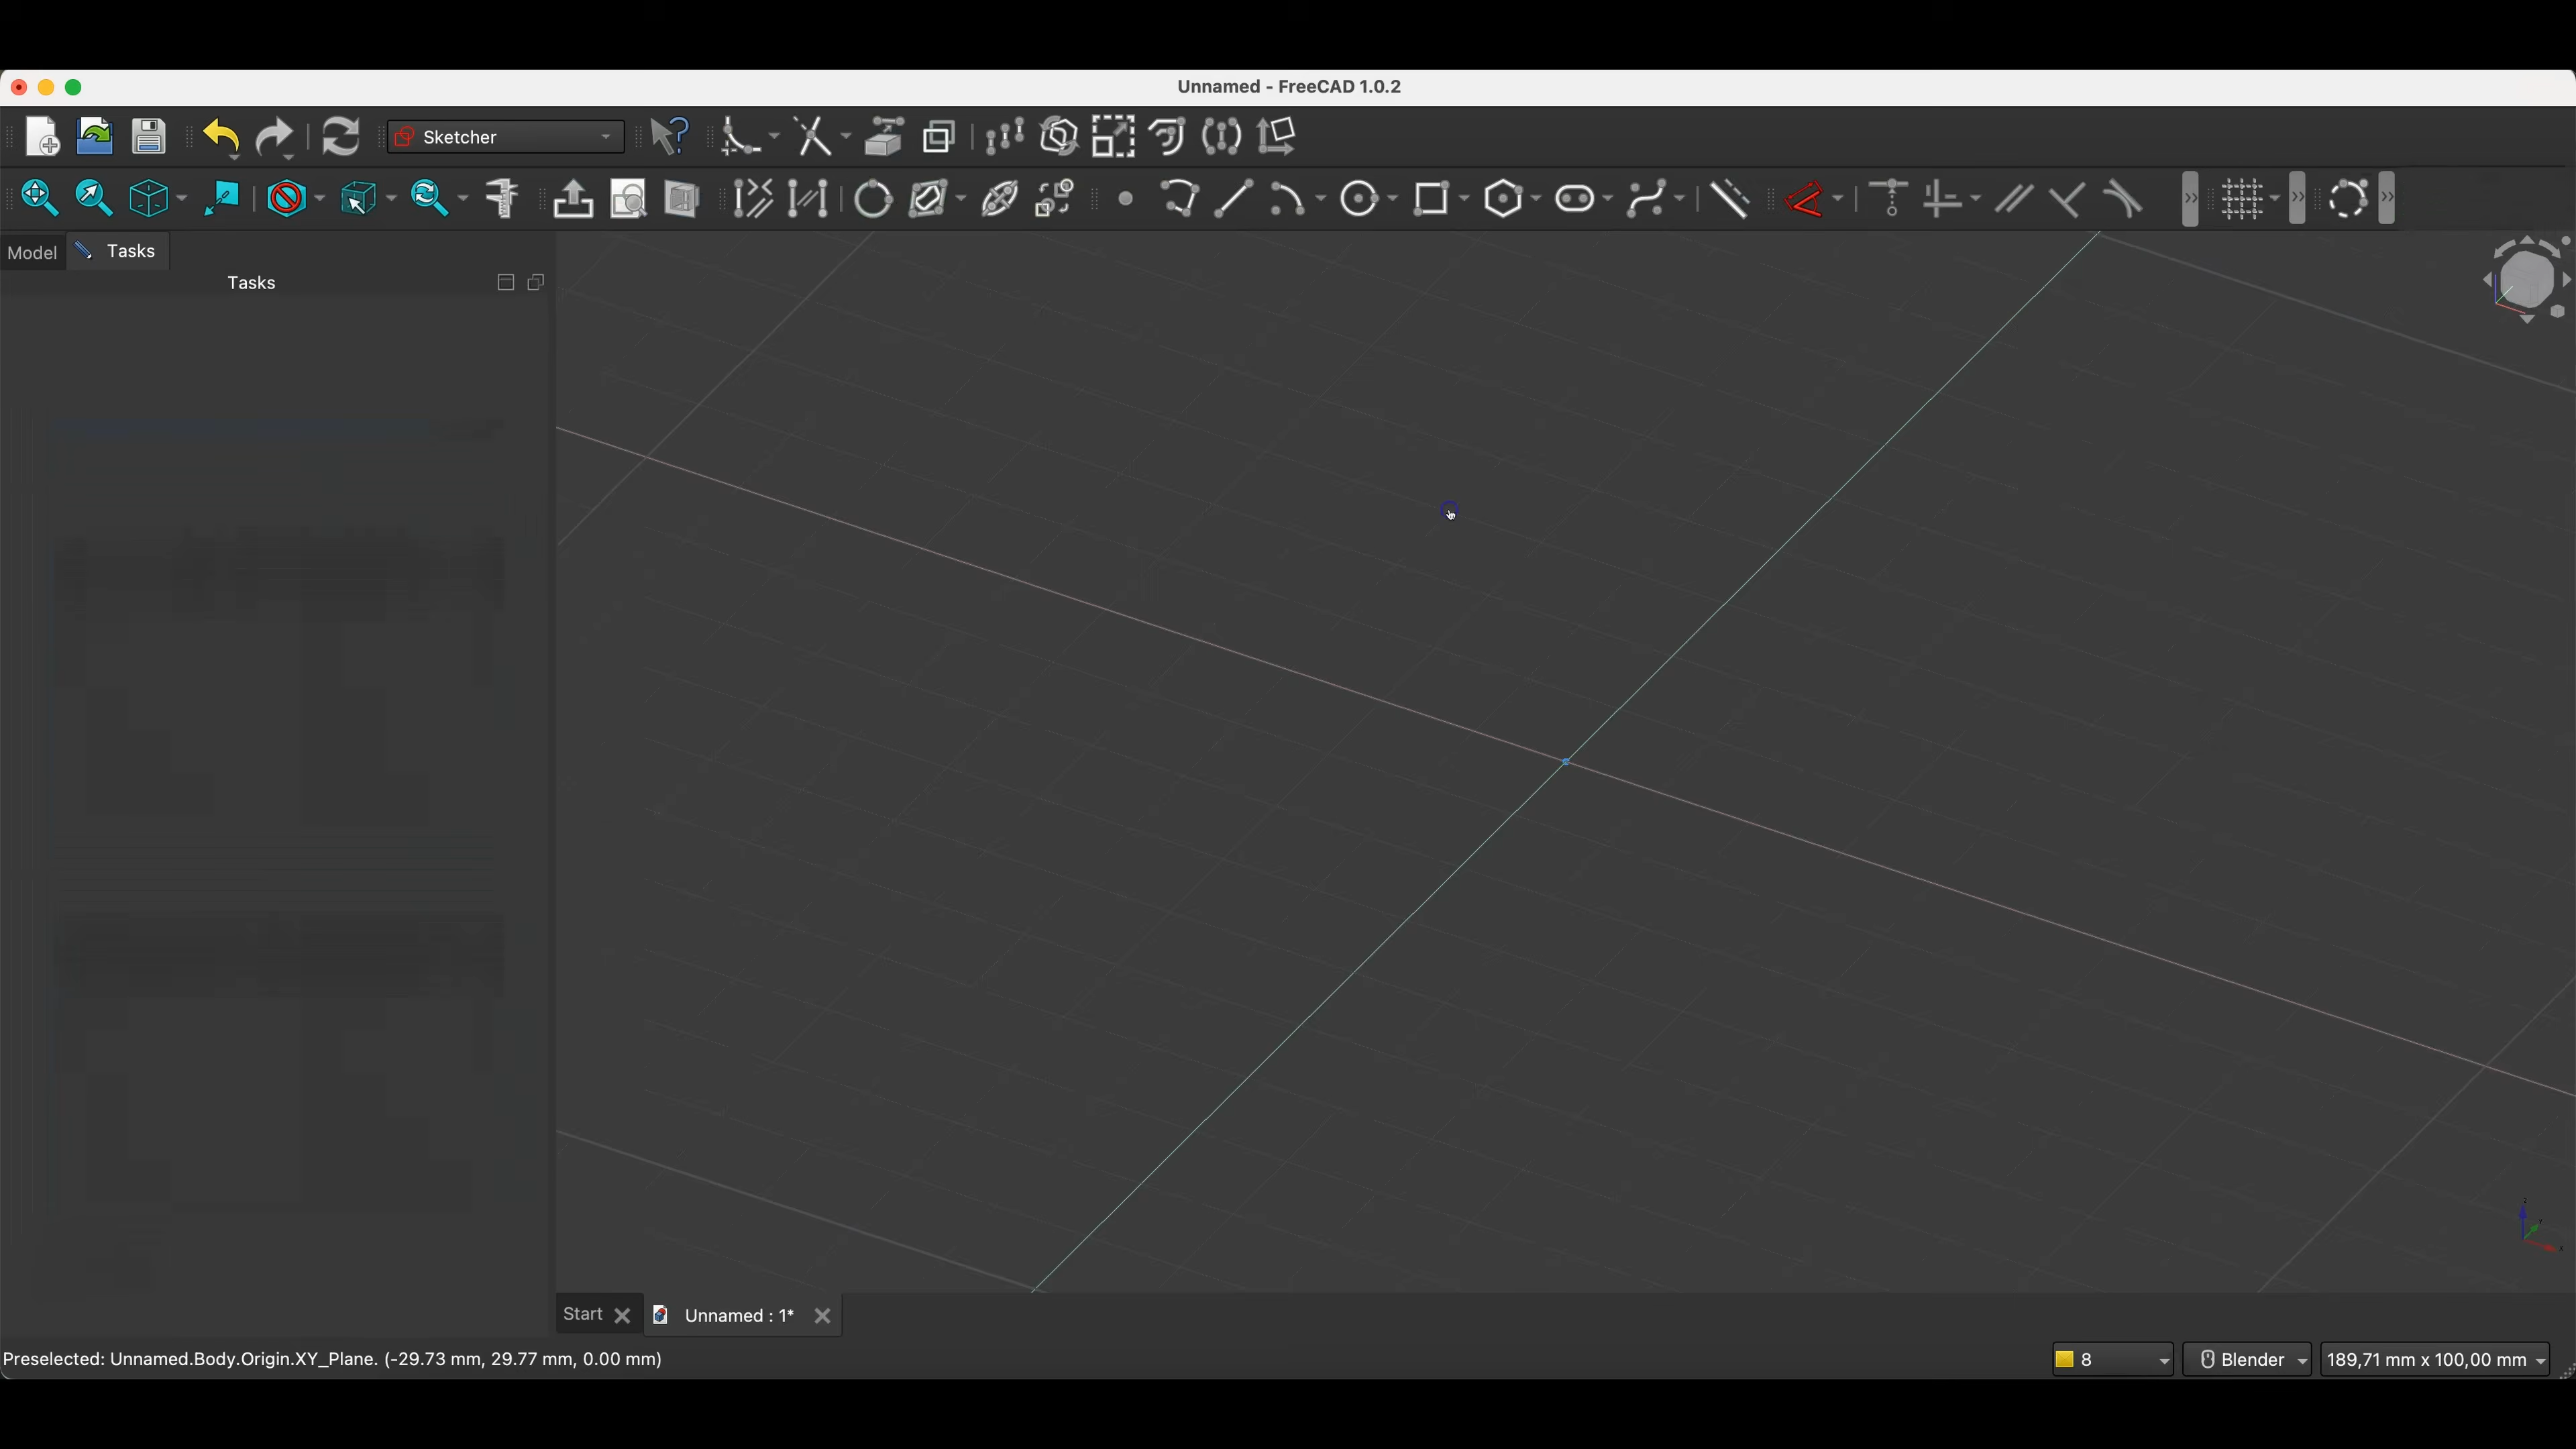 Unnamed - FreeCAD 1.0.2
Sketcher
Model
Tasks
Tasks
Start
Unnamed : 1*
Preselected: Unnamed.Body.Origin.XY_Plane. (-29.73 mm, 29.77 mm, 0.00 mm)
8
Blender
189,71 mm x 100,00 mm